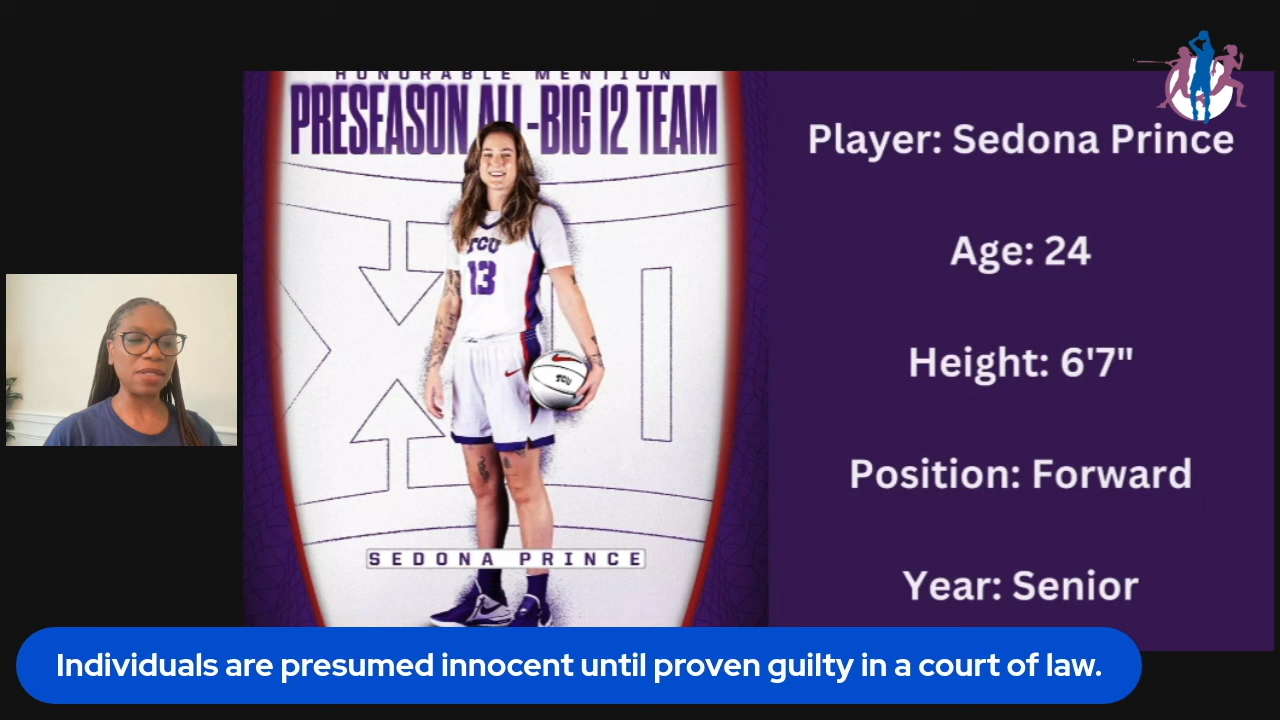 HONORABLE MENTION
PRESEASON ALL-BIG 12 TEAM
TCU
13
TCU
SEDONA PRINCE
Player: Sedona Prince
Age: 24
Height: 6'7"
Position: Forward
Year: Senior
Individuals are presumed innocent until proven guilty in a court of law.